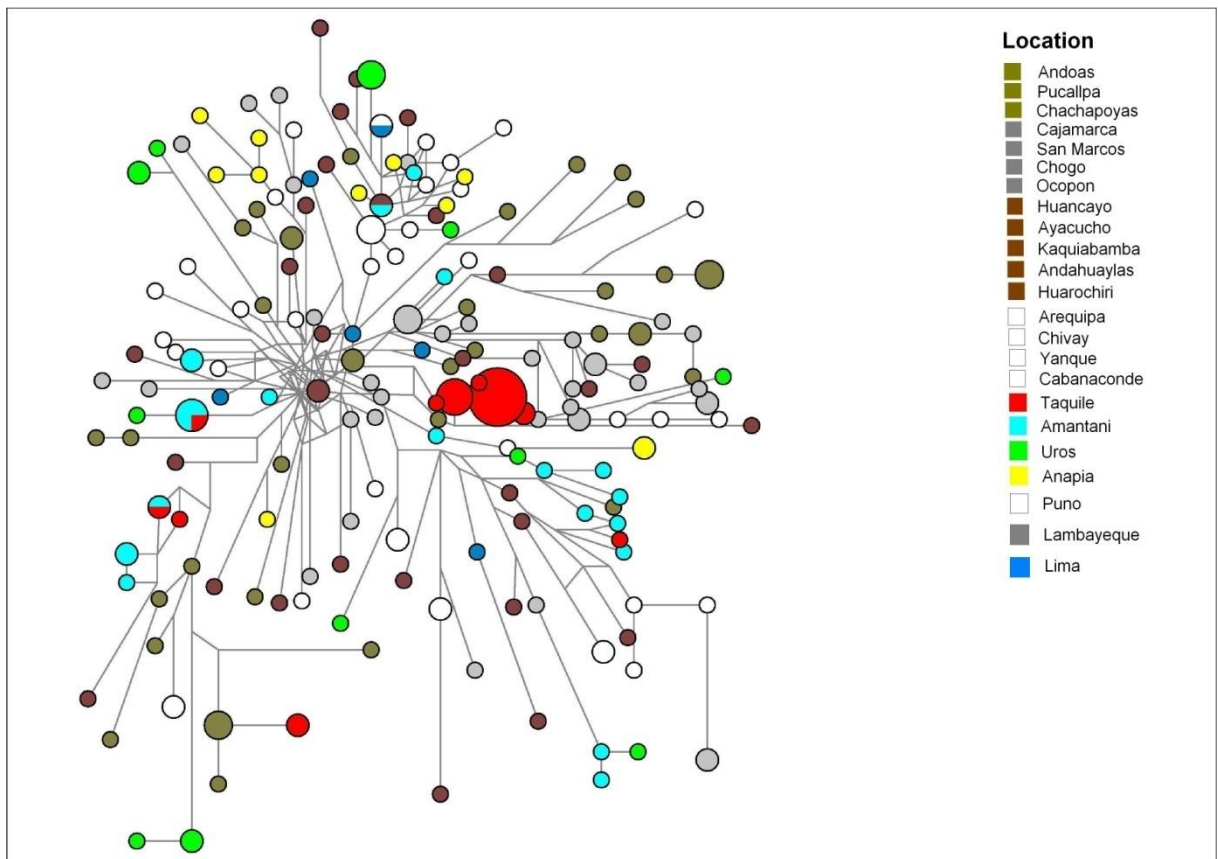 Location
Andoas
Pucallpa
Chachapoyas
Cajamarca
San Marcos
Chogo
Ocopon
Huancayo
Ayacucho
Kaquiabamba
Andahuaylas
Huarochiri
Arequipa
Chivay
Yanque
Cabanaconde
Taquile
Amantani
Uros
Anapia
Puno
Lambayeque
Lima